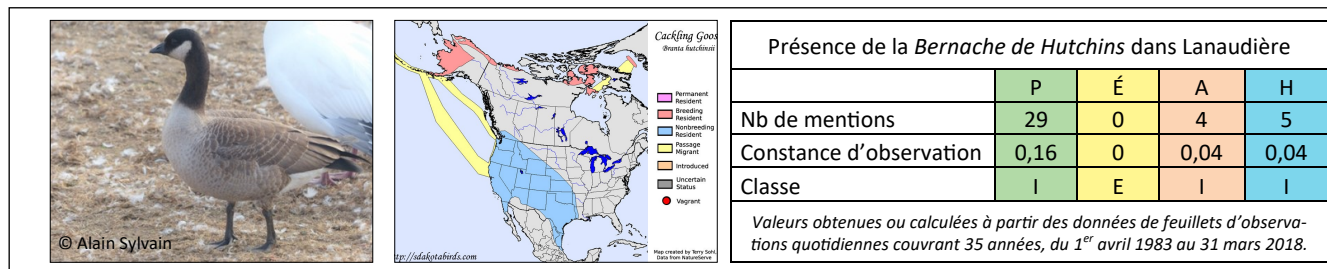 © Alain Sylvain
Cackling Goos
Branta hutchinsii
Permanent
Resident
Breeding
Resident
Nonbreeding
Resident
Passage
Migrant
Introduced
Uncertain
Status
Vagrant
ttp://sdakotabirds.com
Map created by Terry Sohl,
Data from NatureServe
Présence de la Bernache de Hutchins dans Lanaudière
P É A H
Nb de mentions 29 0 4 5
Constance d’observation 0,16 0 0,04 0,04
Classe I E I I
Valeurs obtenues ou calculées à partir des données de feuillets d’observa-
tions quotidiennes couvrant 35 années, du 1er avril 1983 au 31 mars 2018.